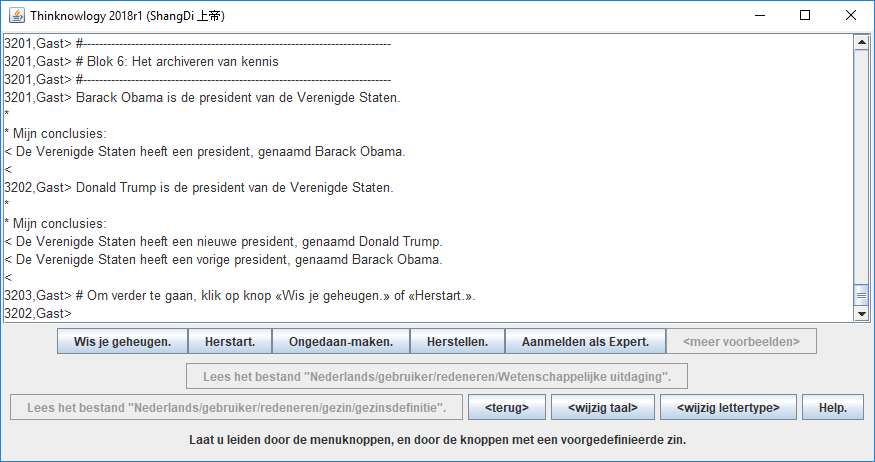 Thinknowlogy 2018r1 (ShangDi 上帝)
3201,Gast> #-----------------------------------------------------------------------------
3201,Gast> # Blok 6: Het archiveren van kennis
3201,Gast> #-----------------------------------------------------------------------------
3201,Gast> Barack Obama is de president van de Verenigde Staten.
*
* Mijn conclusies:
< De Verenigde Staten heeft een president, genaamd Barack Obama.
<
3202,Gast> Donald Trump is de president van de Verenigde Staten.
*
* Mijn conclusies:
< De Verenigde Staten heeft een nieuwe president, genaamd Donald Trump.
< De Verenigde Staten heeft een vorige president, genaamd Barack Obama.
<
3203,Gast> # Om verder te gaan, klik op knop «Wis je geheugen.» of «Herstart.».
3202,Gast>
Wis je geheugen. Herstart. Ongedaan-maken. Herstellen. Aanmelden als Expert. <meer voorbeelden>
Lees het bestand "Nederlands/gebruiker/redeneren/Wetenschappelijke uitdaging".
Lees het bestand "Nederlands/gebruiker/redeneren/gezin/gezinsdefinitie". <terug> <wijzig taal> <wijzig lettertype> Help.
Laat u leiden door de menuknoppen, en door de knoppen met een voorgedefinieerde zin.